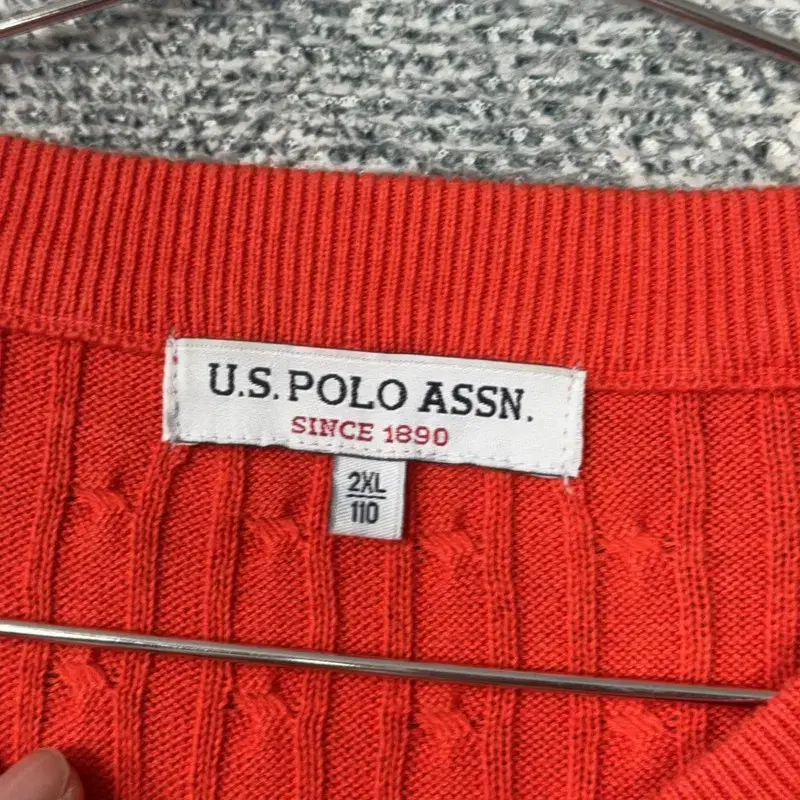 U.S. POLO ASSN.
SINCE 1890
2XL
110